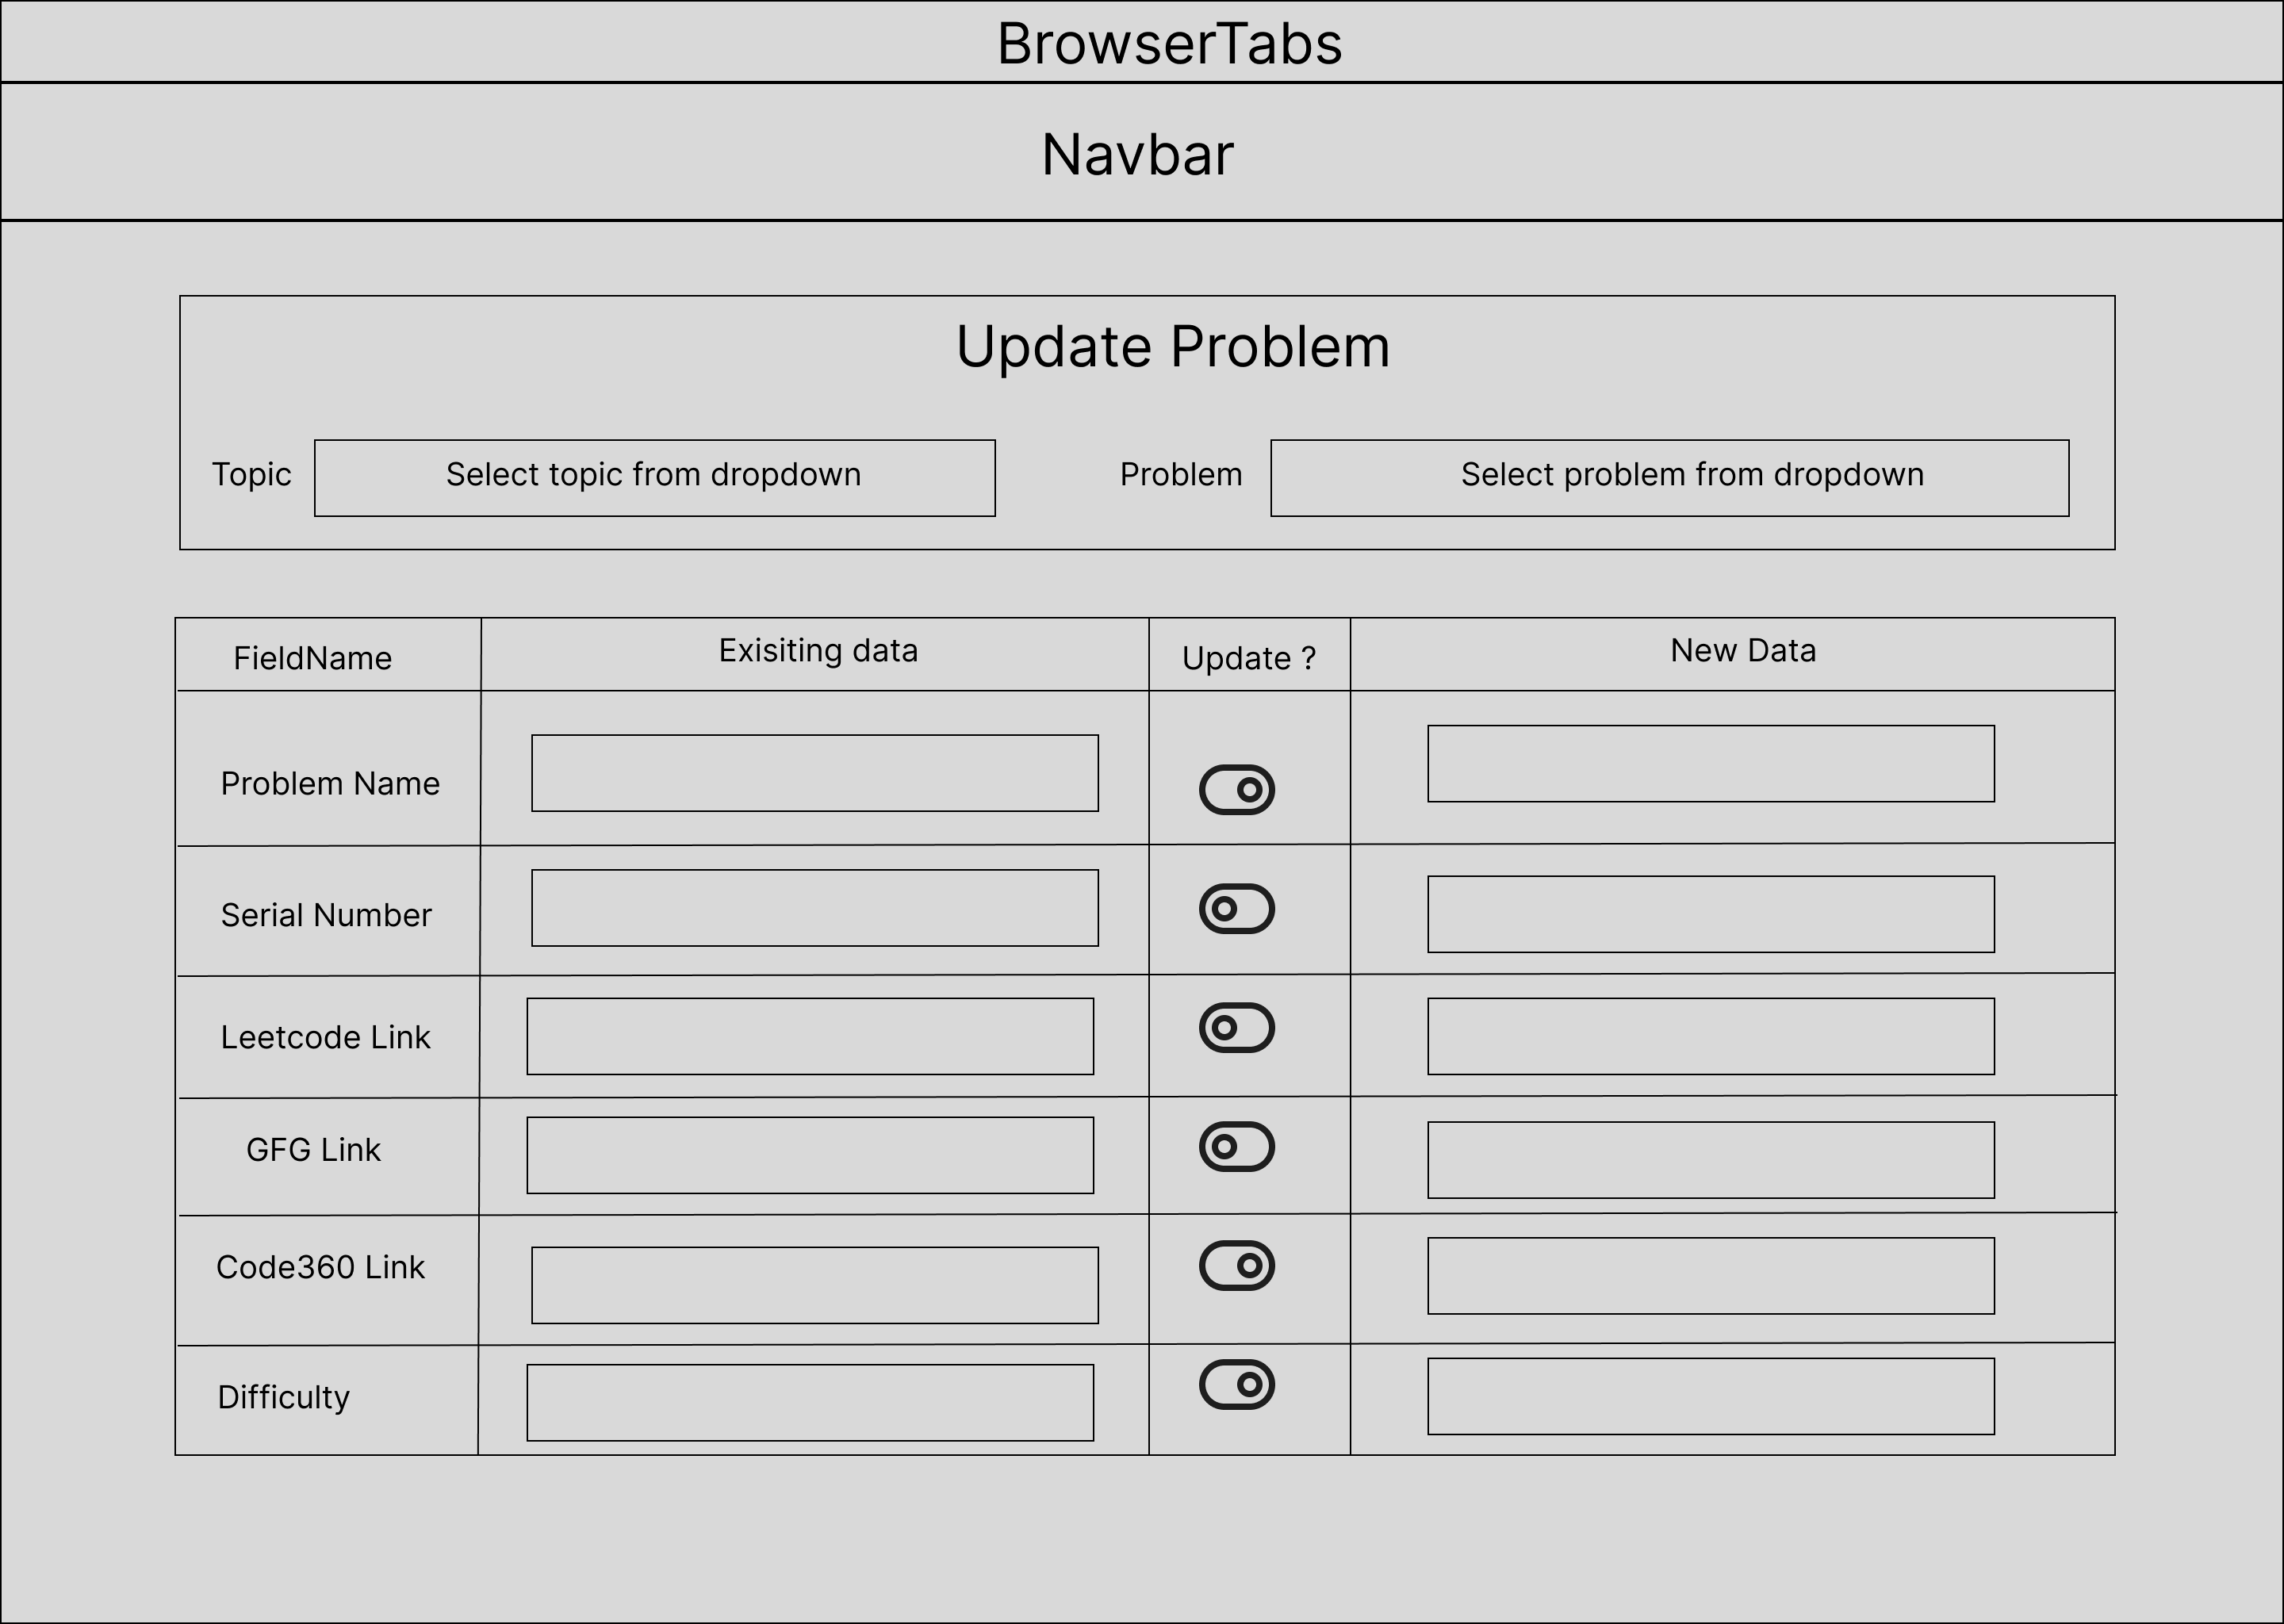 BrowserTabs
Navbar
Update Problem
Topic
Select topic from dropdown
Problem
Select problem from dropdown
FieldName
Exisiting data
Update ?
New Data
Problem Name
Serial Number
Leetcode Link
GFG Link
Code360 Link
Difficulty